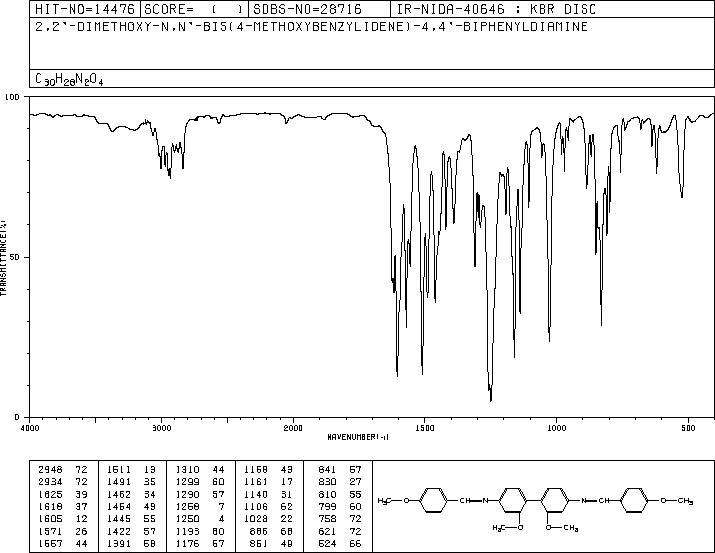 HIT-NO=14476 SCORE= ( ) SDBS-NO=28716 IR-NIDA-40646 : KBR DISC
2,2'-DIMETHOXY-N,N'-BIS(4-METHOXYBENZYLIDENE)-4,4'-BIPHENYLDIAMINE
C30H28N2O4
100
TRANSMITTANCE(%)
50
0
4000 3000 2000 1500 1000 500
WAVENUMBER(-1)
2948 72 1511 13 1310 44 1168 49 841 57
2934 72 1491 35 1299 60 1161 17 830 27
1625 39 1462 34 1290 57 1140 31 810 55
1618 37 1454 49 1258 7 1106 62 799 60
1605 12 1445 55 1250 4 1028 22 758 72
1571 26 1422 57 1193 60 886 68 621 72
1557 44 1391 58 1176 57 851 49 524 66
CH3 O CH N N CH O CH3
CH3O OCH3